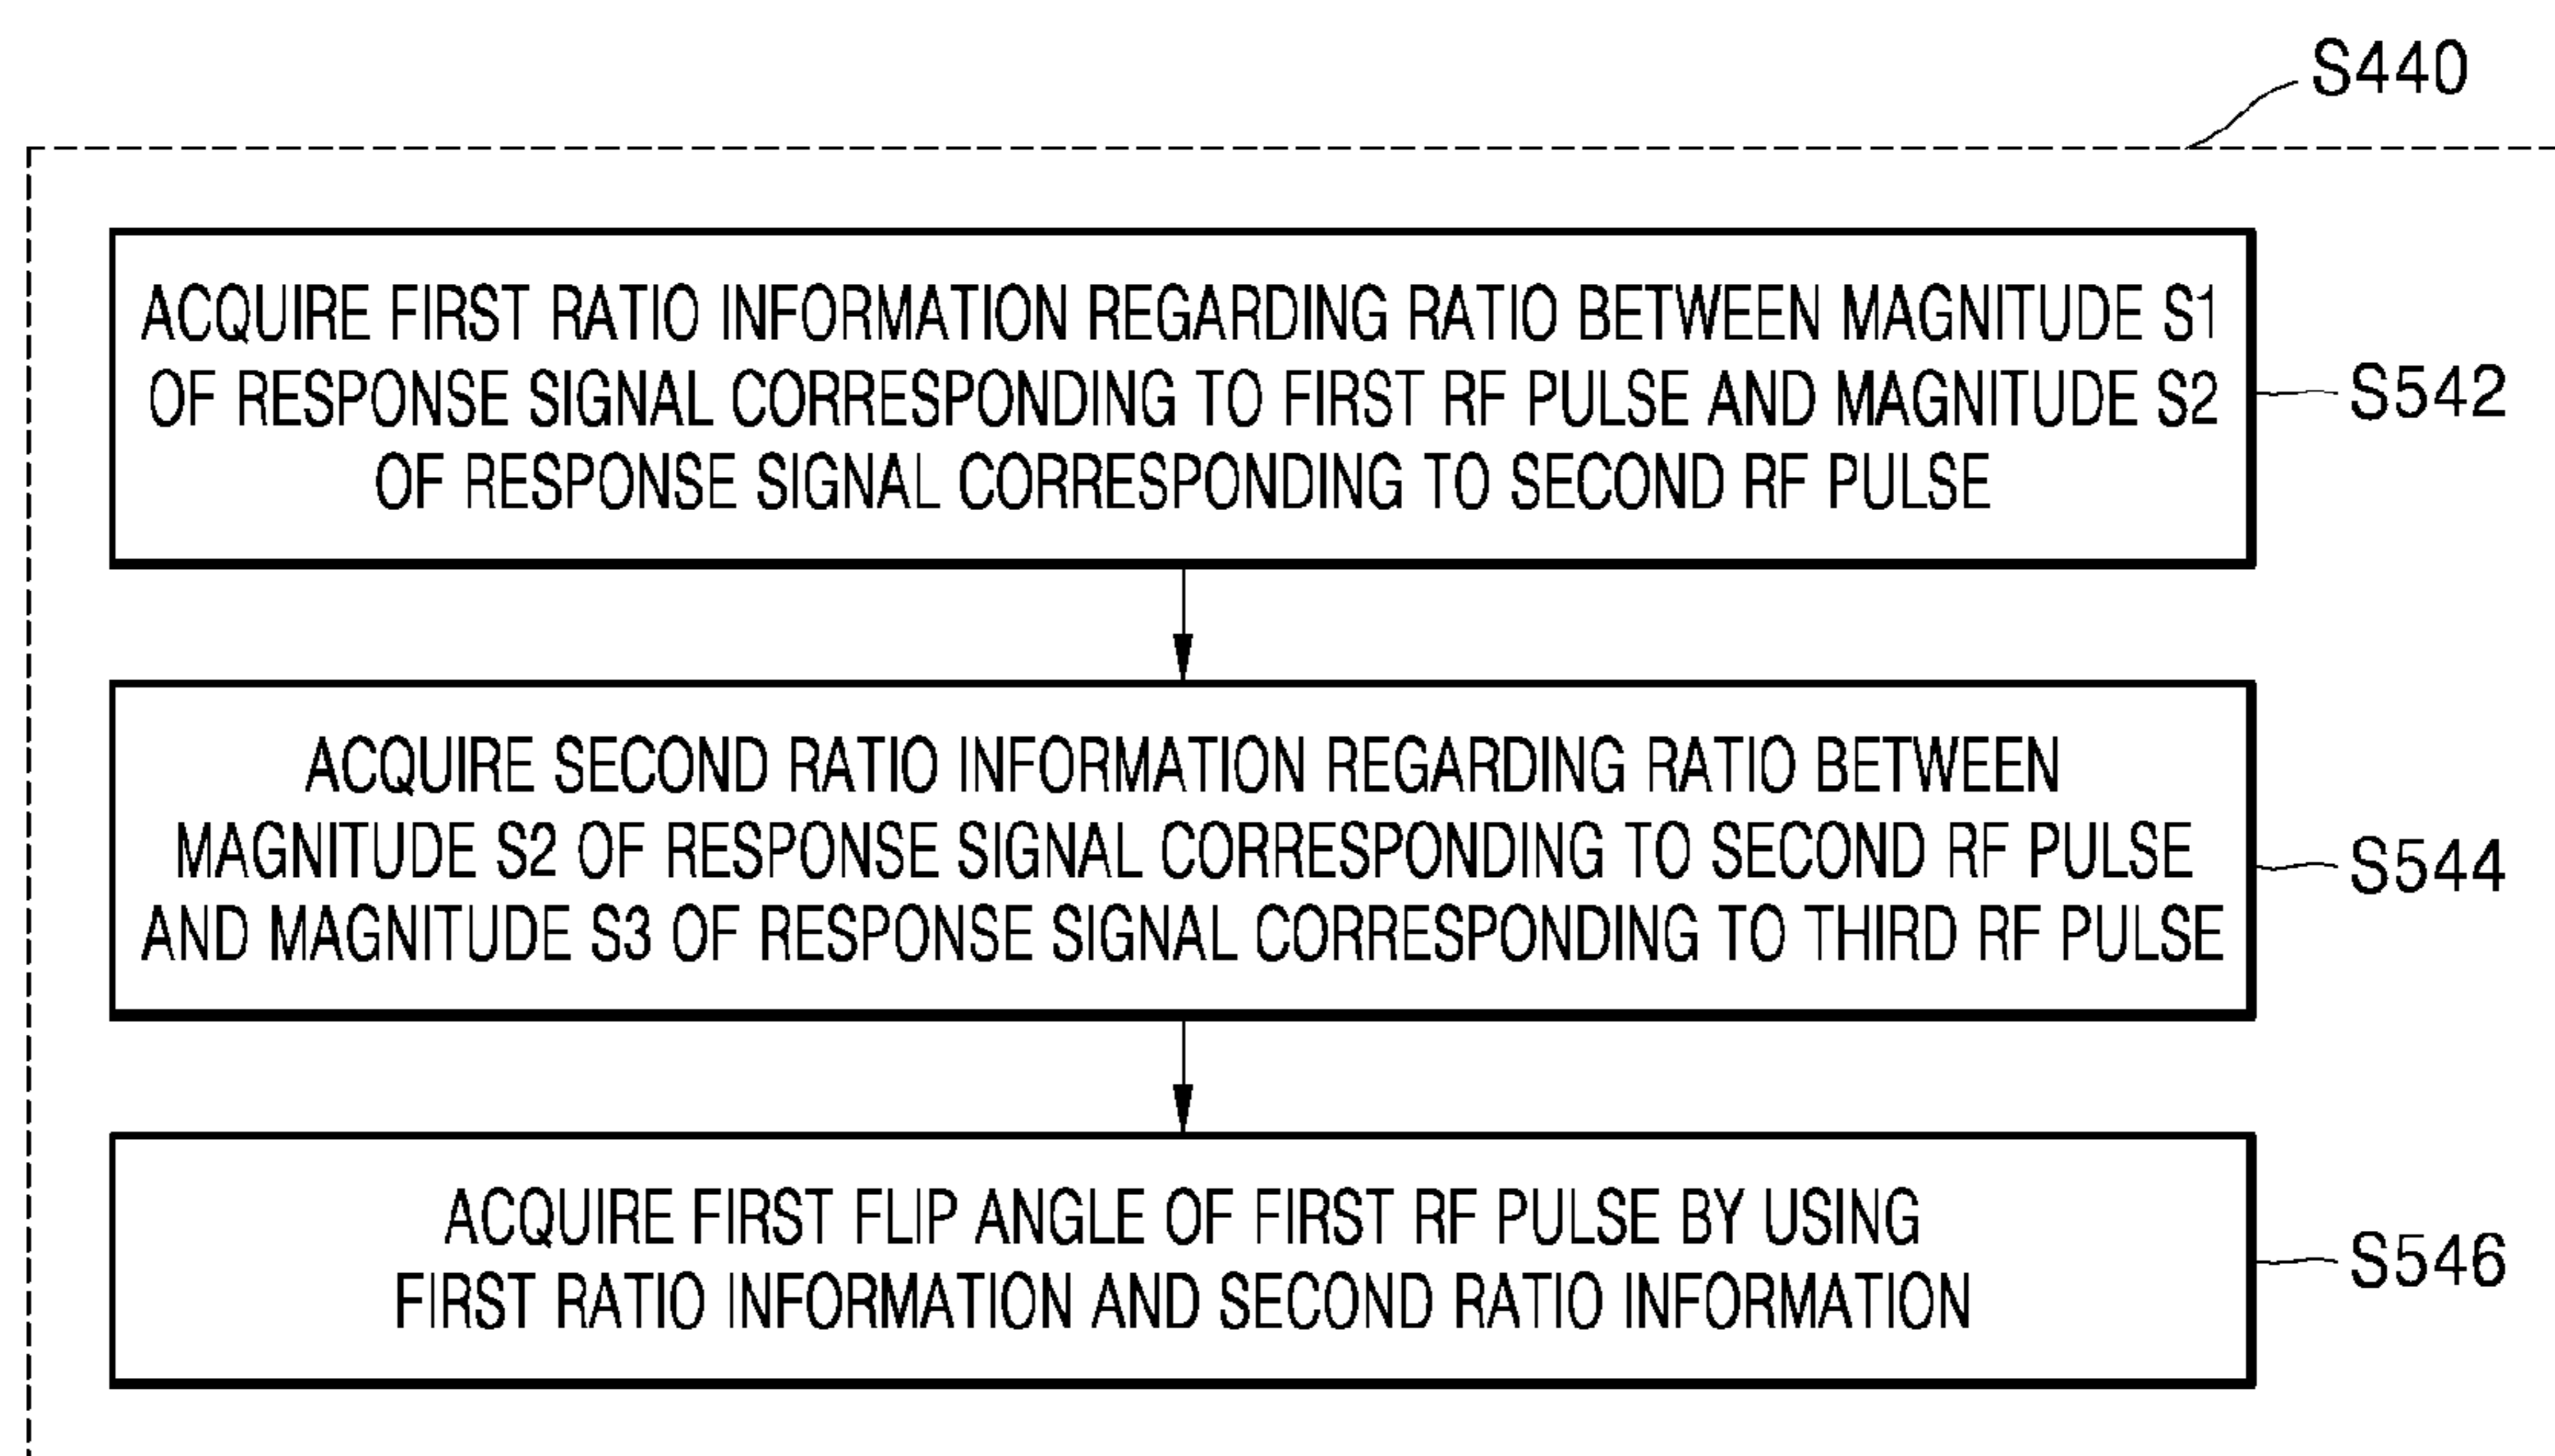 S440
ACQUIRE FIRST RATIO INFORMATION REGARDING RATIO BETWEEN MAGNITUDE S1
OF RESPONSE SIGNAL CORRESPONDING TO FIRST RF PULSE AND MAGNITUDE S2
OF RESPONSE SIGNAL CORRESPONDING TO SECOND RF PULSE
S542
ACQUIRE SECOND RATIO INFORMATION REGARDING RATIO BETWEEN
MAGNITUDE S2 OF RESPONSE SIGNAL CORRESPONDING TO SECOND RF PULSE
AND MAGNITUDE S3 OF RESPONSE SIGNAL CORRESPONDING TO THIRD RF PULSE
S544
ACQUIRE FIRST FLIP ANGLE OF FIRST RF PULSE BY USING
FIRST RATIO INFORMATION AND SECOND RATIO INFORMATION
S546